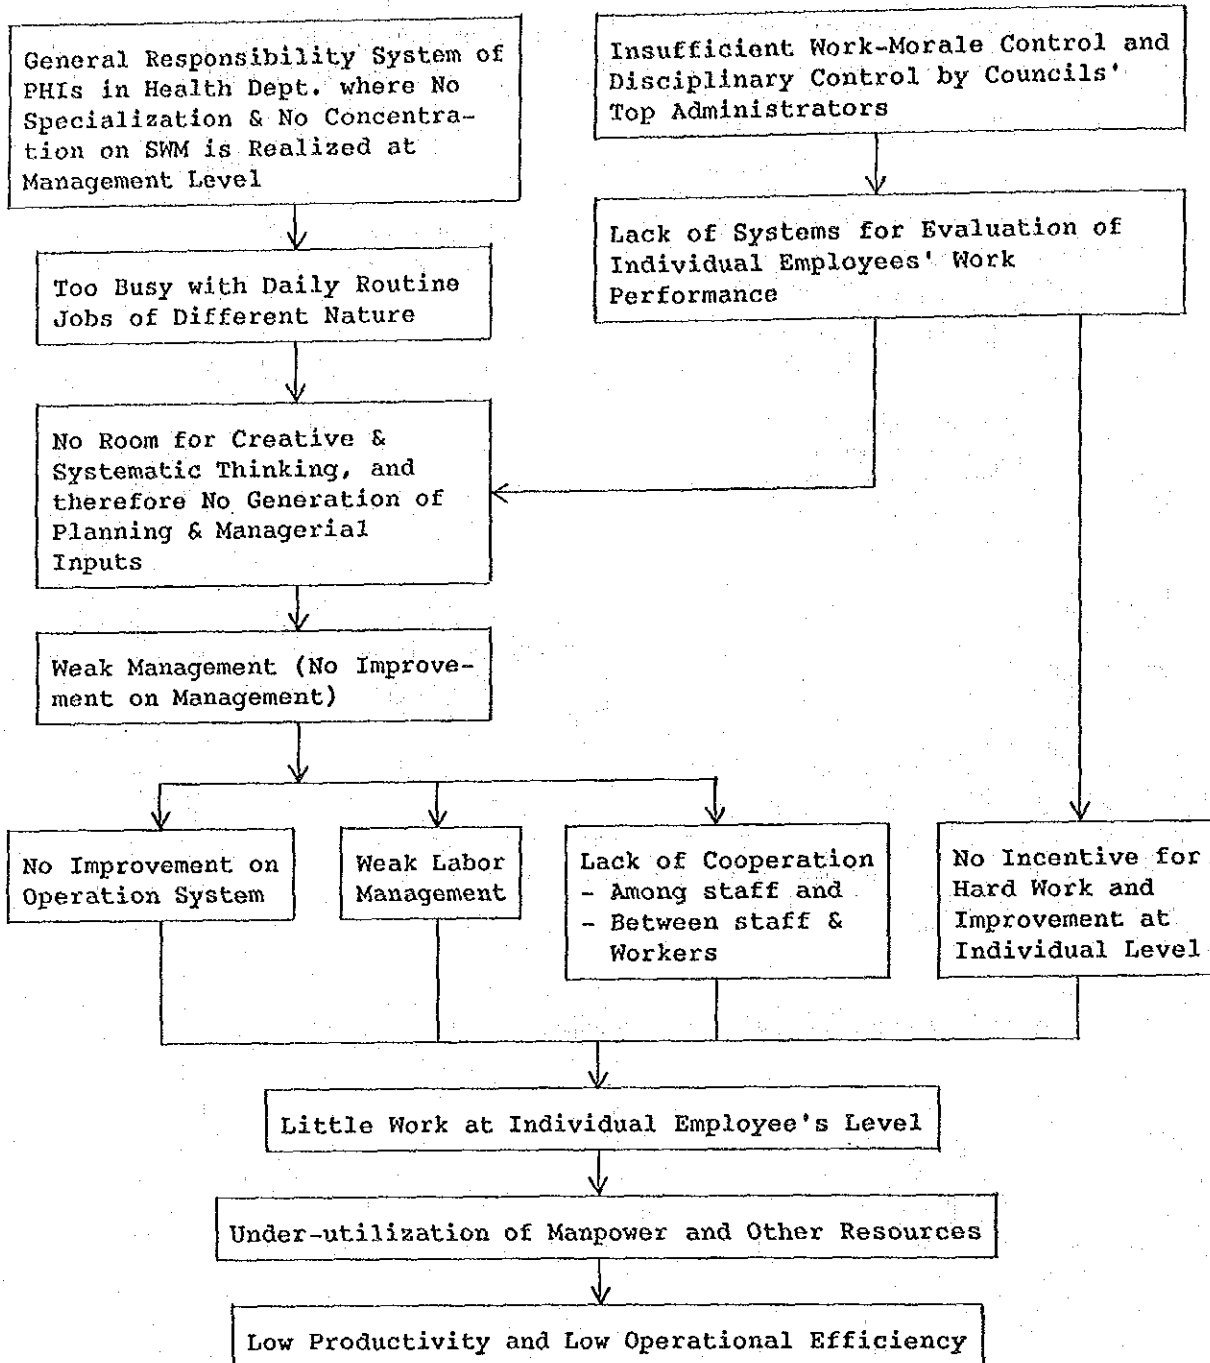 General Responsibility System of
PHIs in Health Dept. where No
Specialization & No Concentra-
tion on SWM is Realized at
Management Level
Insufficient Work-Morale Control and
Disciplinary Control by Councils'
Top Administrators
Too Busy with Daily Routine
Jobs of Different Nature
Lack of Systems for Evaluation of
Individual Employees' Work
Performance
No Room for Creative &
Systematic Thinking, and
therefore No Generation of
Planning & Managerial
Inputs
Weak Management (No Improve-
ment on Management)
No Improvement on
Operation System
Weak Labor
Management
Lack of Cooperation
- Among staff and
- Between staff &
Workers
No Incentive for
Hard Work and
Improvement at
Individual Level
Little Work at Individual Employee's Level
Under-utilization of Manpower and Other Resources
Low Productivity and Low Operational Efficiency